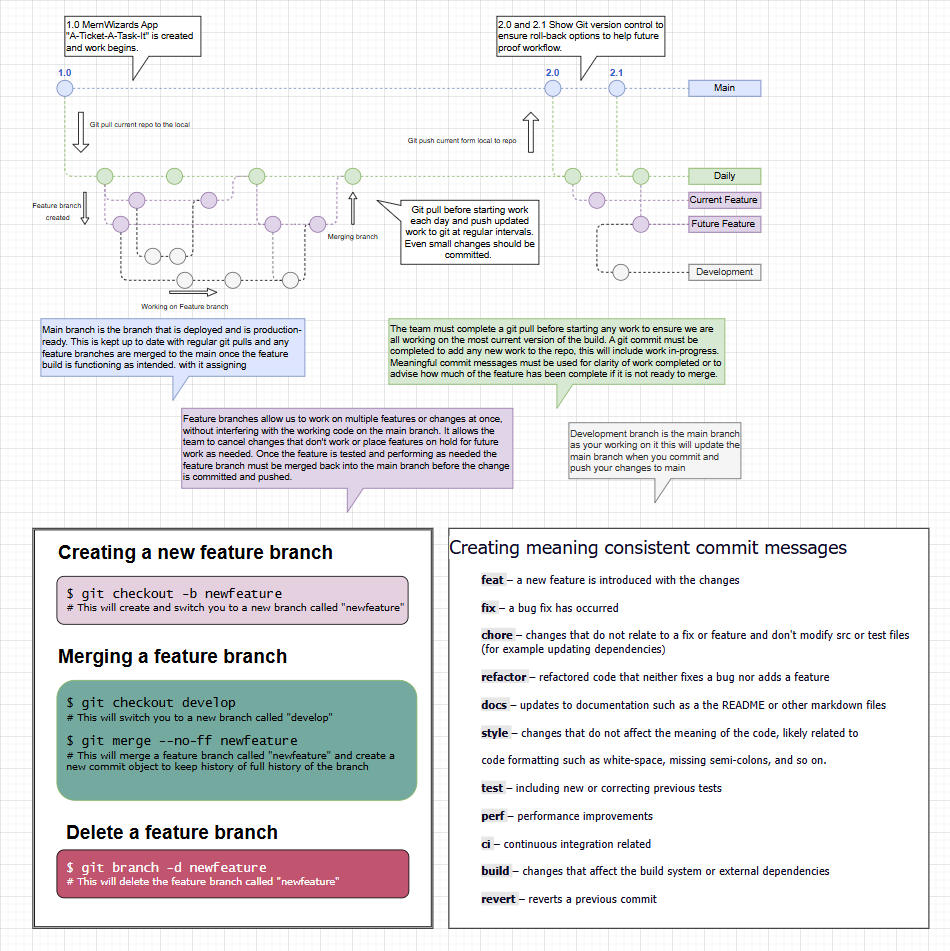 1.0 MernWizards App
"A-Ticket-A-Task-It" is created
and work begins.
2.0 and 2.1 Show Git version control to
ensure roll-back options to help future
proof workflow.
1.0
2.0
2.1
Main
Git pull current repo to the local
Git push current form local to repo
Daily
Feature branch
created
Current Feature
Future Feature
Merging branch
Git pull before starting work
each day and push updated
work to git at regular intervals.
Even small changes should be
committed.
Development
Working on Feature branch
Main branch is the branch that is deployed and is production-
ready. This is kept up to date with regular git pulls and any
feature branches are merged to the main once the feature
build is functioning as intended. with it assigning
The team must complete a git pull before starting any work to ensure we are
all working on the most current version of the build. A git commit must be
completed to add any new work to the repo, this will include work in-progress.
Meaningful commit messages must be used for clarity of work completed or to
advise how much of the feature has been complete if it is not ready to merge.
Feature branches allow us to work on multiple features or changes at once,
without interfering with the working code on the main branch. It allows the
team to cancel changes that don't work or place features on hold for future
work as needed. Once the feature is tested and performing as needed the
feature branch must be merged back into the main branch before the change
is committed and pushed.
Development branch is the main branch
as your working on it this will update the
main branch when you commit and
push your changes to main
Creating a new feature branch
$ git checkout -b newfeature
# This will create and switch you to a new branch called "newfeature"
Merging a feature branch
$ git checkout develop
# This will switch you to a new branch called "develop"
$ git merge --no-ff newfeature
# This will merge a feature branch called "newfeature" and create a
new commit object to keep history of full history of the branch
Delete a feature branch
$ git branch -d newfeature
# This will delete the feature branch called "newfeature"
Creating meaning consistent commit messages
feat – a new feature is introduced with the changes
fix – a bug fix has occurred
chore – changes that do not relate to a fix or feature and don't modify src or test files
(for example updating dependencies)
refactor – refactored code that neither fixes a bug nor adds a feature
docs – updates to documentation such as a the README or other markdown files
style – changes that do not affect the meaning of the code, likely related to
code formatting such as white-space, missing semi-colons, and so on.
test – including new or correcting previous tests
perf – performance improvements
ci – continuous integration related
build – changes that affect the build system or external dependencies
revert – reverts a previous commit